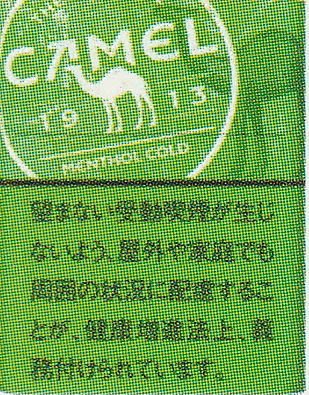 CAMEL
1913
MENTHOL COLD
望まない受動喫煙が生じ
ないよう、屋外や家庭でも
周囲の状況に配慮するこ
とが、健康増進法上、義
務付けられています。